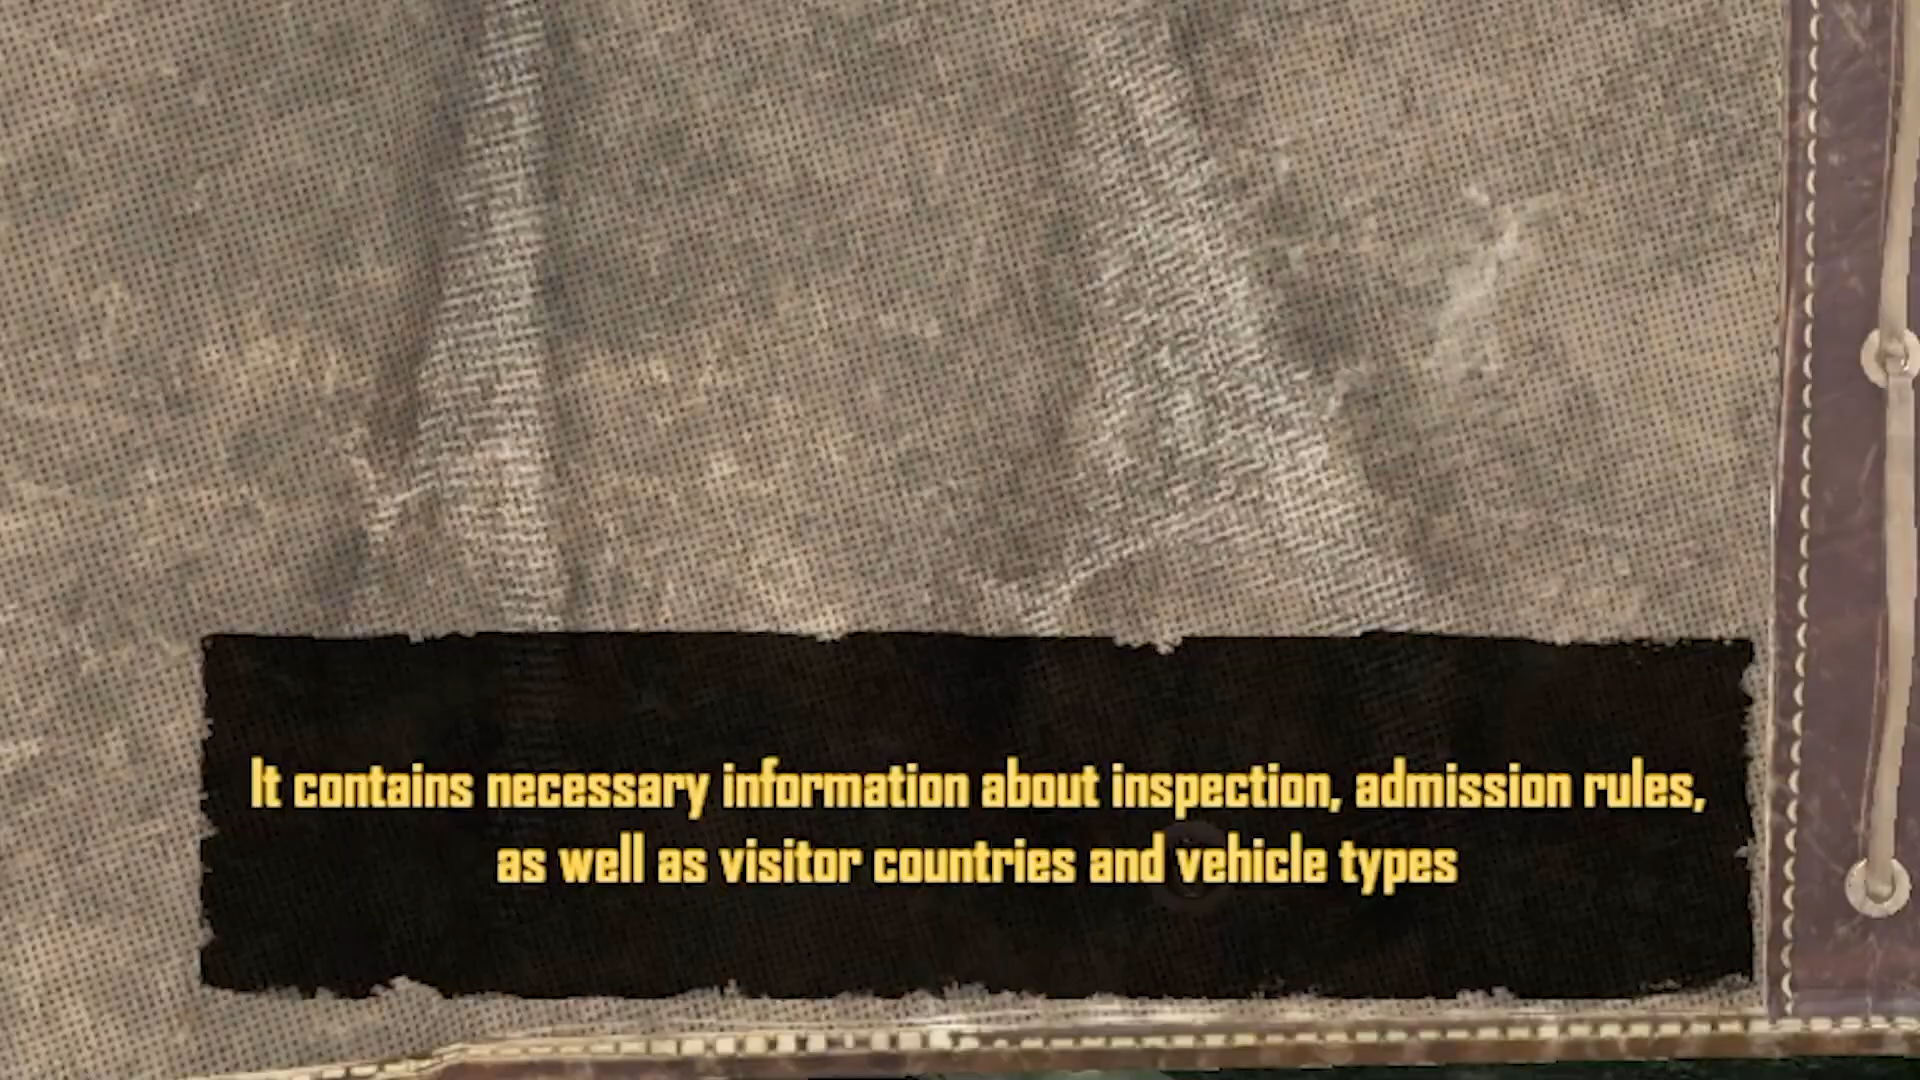 It contains necessary information about inspection, admission rules,
as well as visitor countries and vehicle types